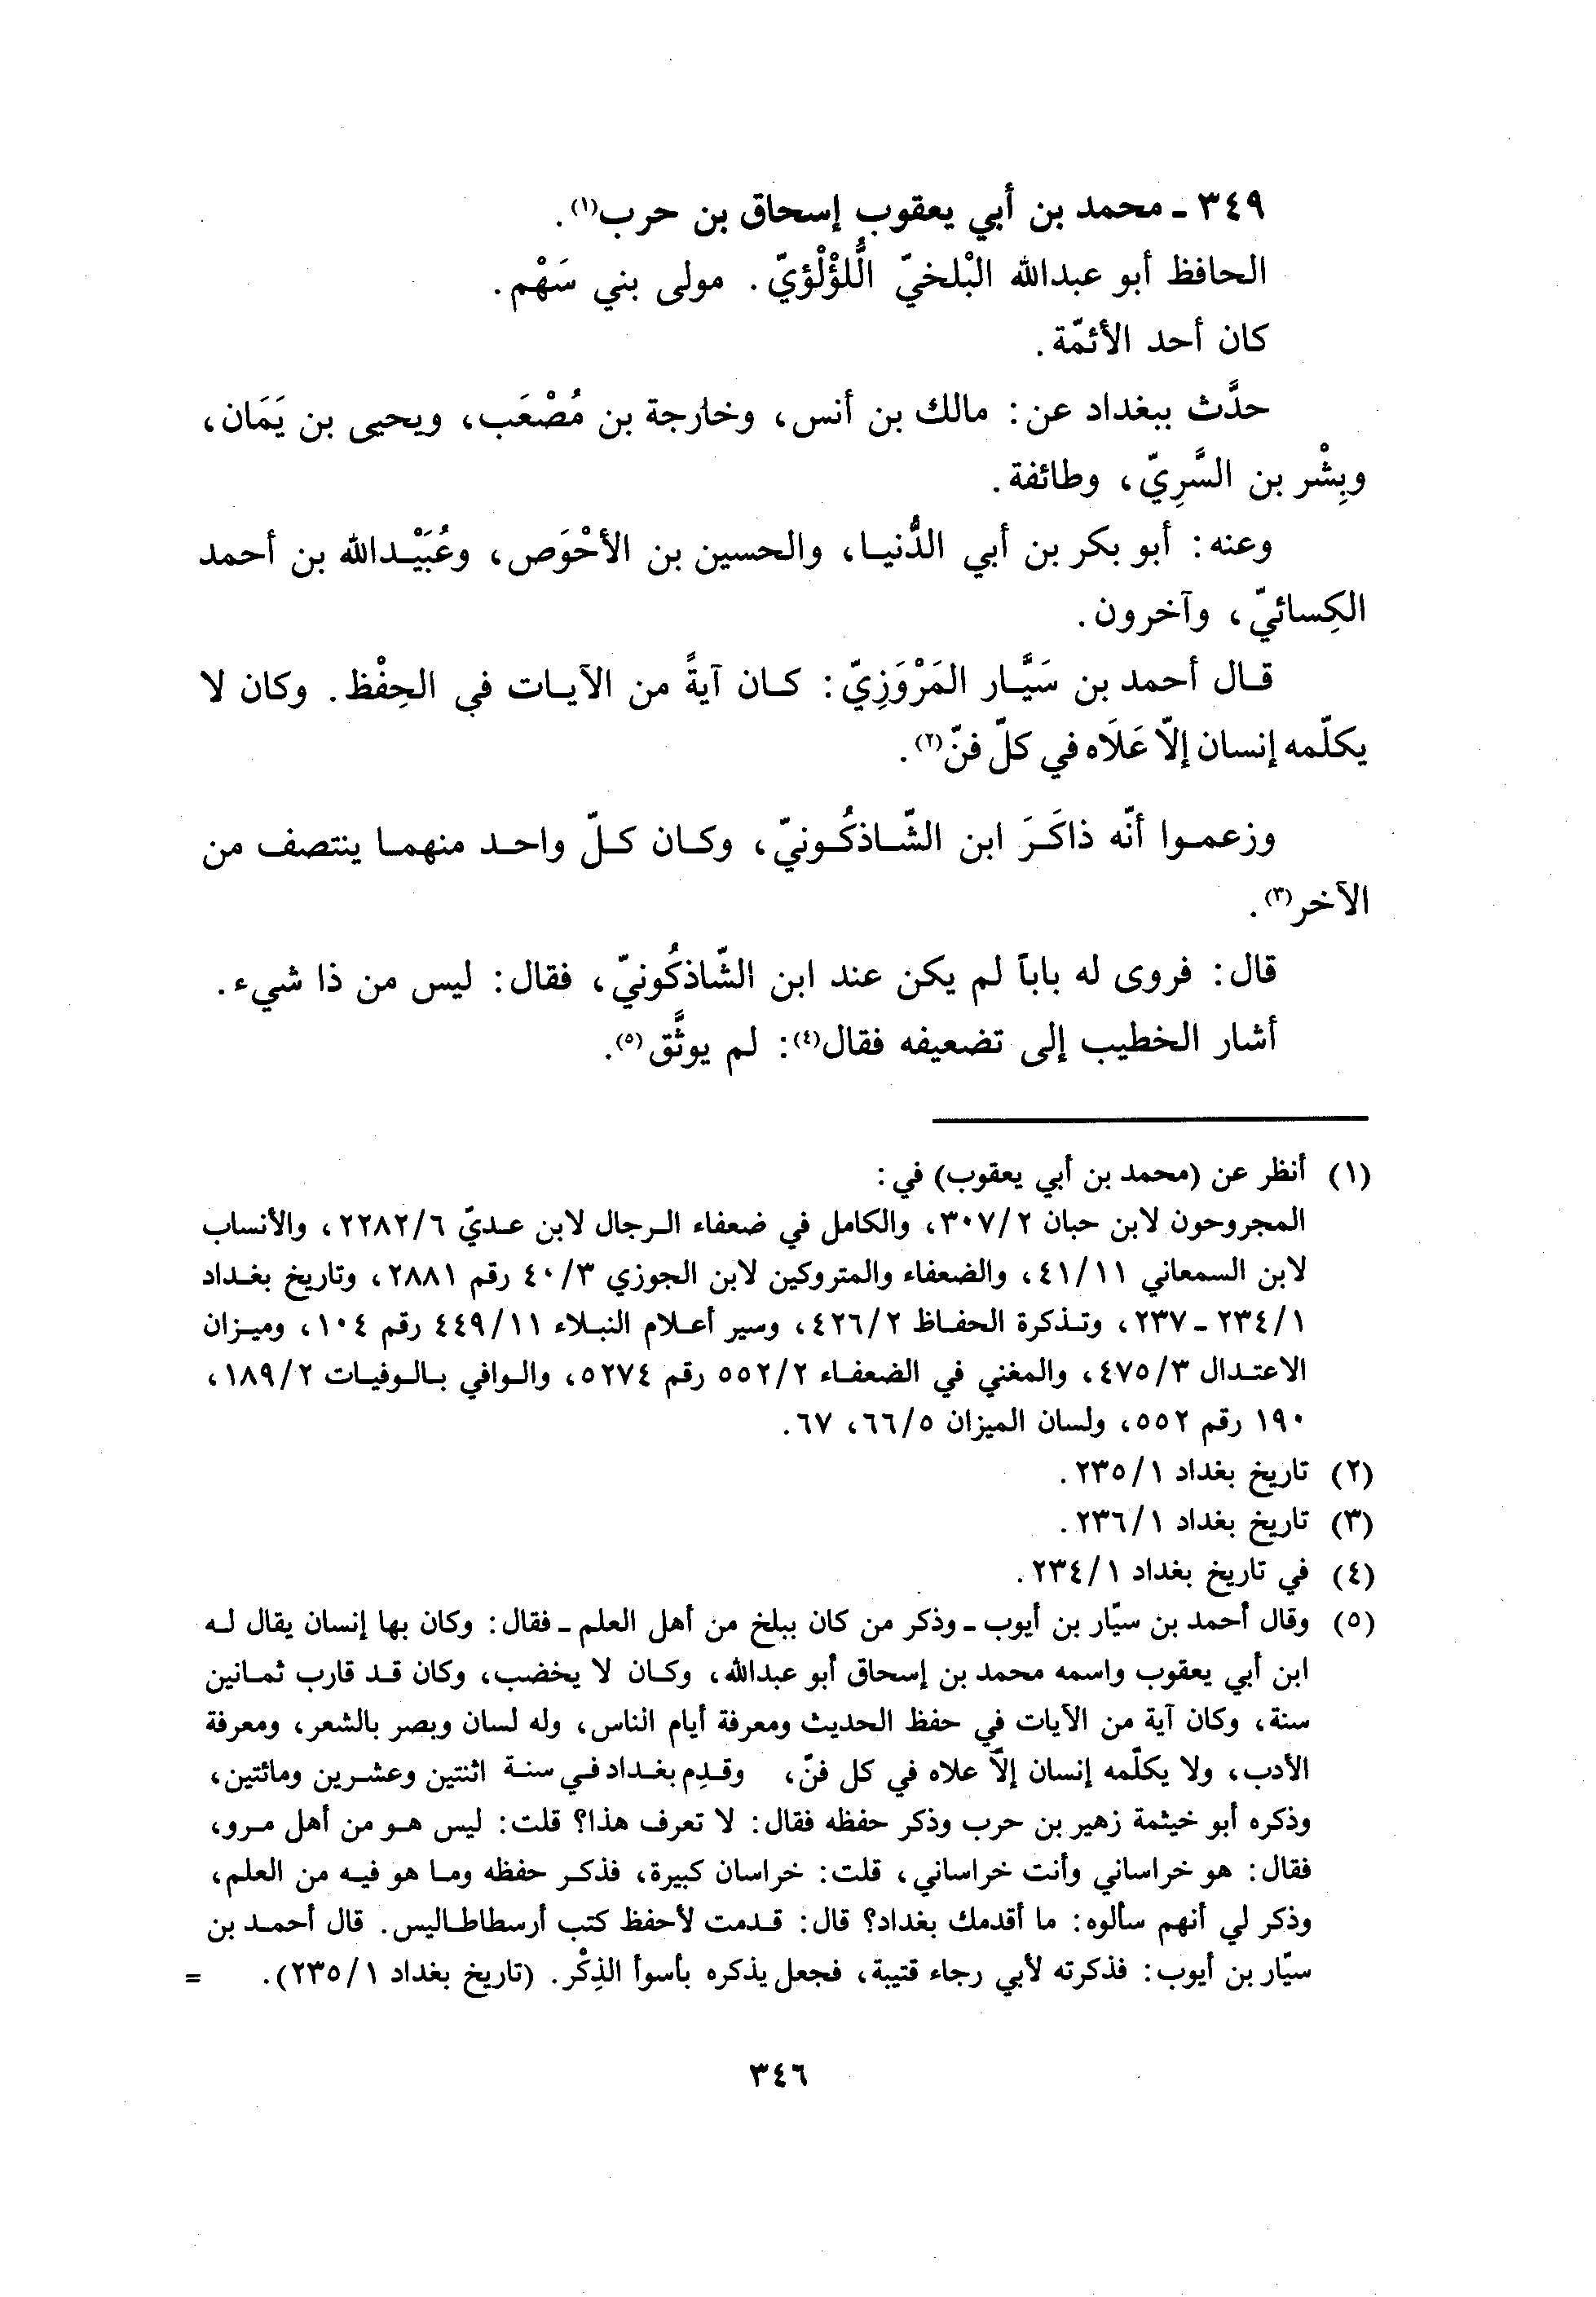 ٣٤٩ - محمد بن أبي يعقوب إسحاق بن حرب(١).
الحافظ أبو عبدالله البْلخيّ اللُّؤْلْؤيّ. مولى بني سَهْم.
كان أحد الأئمّة.
حدَّث ببغداد عن: مالك بن أنس، وخارجة بن مُصْعَب، ويحيى بن يَمَان،
وبِشْر بن السَّرِيّ، وطائفة.
وعنه: أبو بكر بن أبي الدُّنيا، والحسين بن الأحْوَص، وعُبَيْدالله بن أحمد
الكِسائيّ، وآخرون.
قال أحمد بن سَيَّار المَرْوَزِيّ: كان آيةً من الآيات في الحِفْظ. وكان لا
يكلّمه إنسان إلّا عَلَاه في كلّ فنّ(٢).
وزعموا أنّه ذاكَرَ ابن الشّاذكُونيّ، وكان كلّ واحد منهما ينتصف من
الآخر(٣).
قال: فروى له باباً لم يكن عند ابن الشّاذكُونيّ، فقال: ليس من ذا شيء.
أشار الخطيب إلى تضعيفه فقال(٤): لم يوثَّق(٥).
(١) أنظر عن (محمد بن أبي يعقوب) في:
المجروحون لابن حبان ٣٠٧/٢، والكامل في ضعفاء الرجال لابن عديّ ٢٢٨٢/٦، والأنساب
لابن السمعاني ٤١/١١، والضعفاء والمتروكين لابن الجوزي ٤٠/٣ رقم ٢٨٨١، وتاريخ بغداد
٢٣٤/١ - ٢٣٧، وتذكرة الحفاظ ٤٢٦/٢، وسير أعلام النبلاء ٤٤٩/١١ رقم ١٠٤، وميزان
الاعتدال ٤٧٥/٣، والمغني في الضعفاء ٥٥٢/٢ رقم ٥٢٧٤، والوافي بالوفيات ١٨٩/٢،
١٩٠ رقم ٥٥٢، ولسان الميزان ٦٦/٥، ٦٧.
(٢) تاريخ بغداد ٢٣٥/١.
(٣) تاريخ بغداد ٢٣٦/١.
(٤) في تاريخ بغداد ٢٣٤/١.
(٥) وقال أحمد بن سيّار بن أيوب - وذكر من كان ببلخ من أهل العلم - فقال: وكان بها إنسان يقال له
ابن أبي يعقوب واسمه محمد بن إسحاق أبو عبدالله، وكان لا يخضب، وكان قد قارب ثمانين
سنة، وكان آية من الآيات في حفظ الحديث ومعرفة أيام الناس، وله لسان وبصر بالشعر، ومعرفة
الأدب، ولا يكلّمه إنسان إلّا علاه في كل فنّ، وقدِم بغداد في سنة اثنتين وعشرين ومائتين،
وذكره أبو خيثمة زهير بن حرب وذكر حفظه فقال: لا تعرف هذا؟ قلت: ليس هو من أهل مرو،
فقال: هو خراساني وأنت خراساني، قلت: خراسان كبيرة، فذكر حفظه وما هو فيه من العلم،
وذكر لي أنهم سألوه: ما أقدمك بغداد؟ قال: قدمت لأحفظ كتب أرسطاطاليس. قال أحمد بن
سيّار بن أيوب: فذكرته لأبي رجاء قتيبة، فجعل يذكره بأسوأ الذِكْر. (تاريخ بغداد ٢٣٥/١). =
٣٤٦